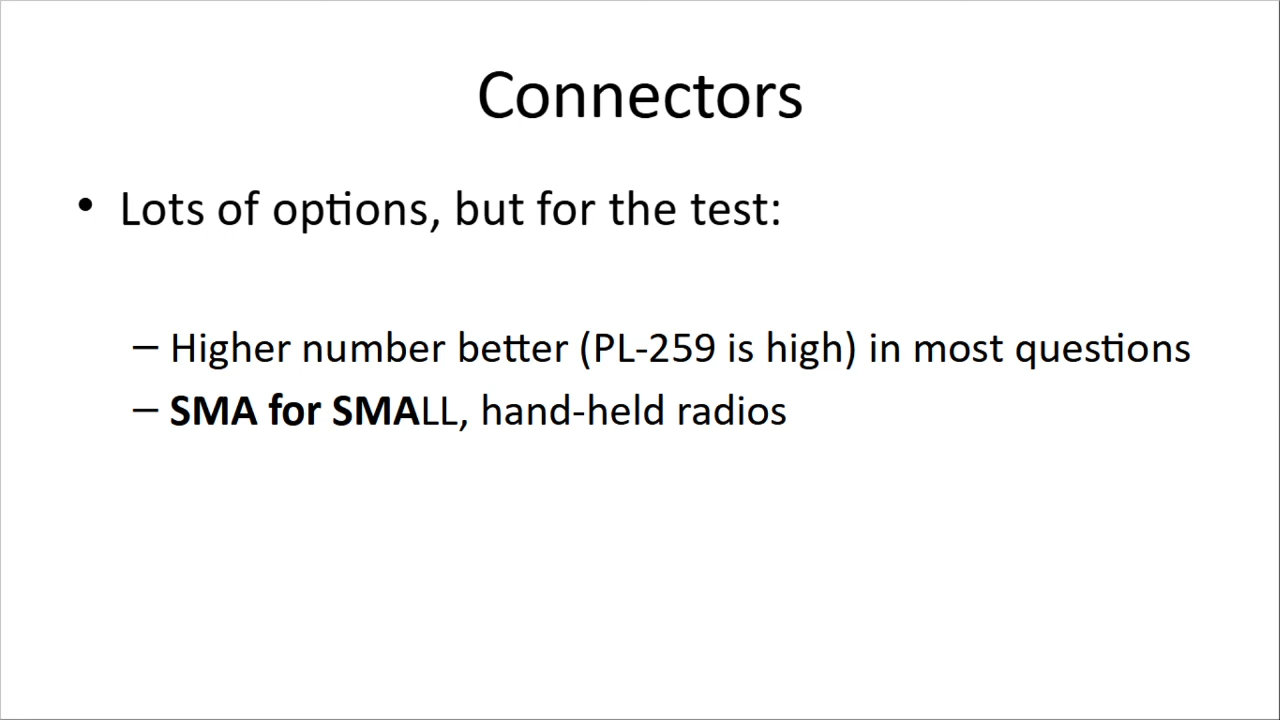 Connectors
• Lots of options, but for the test:
– Higher number better (PL-259 is high) in most questions
– SMA for SMALL, hand-held radios